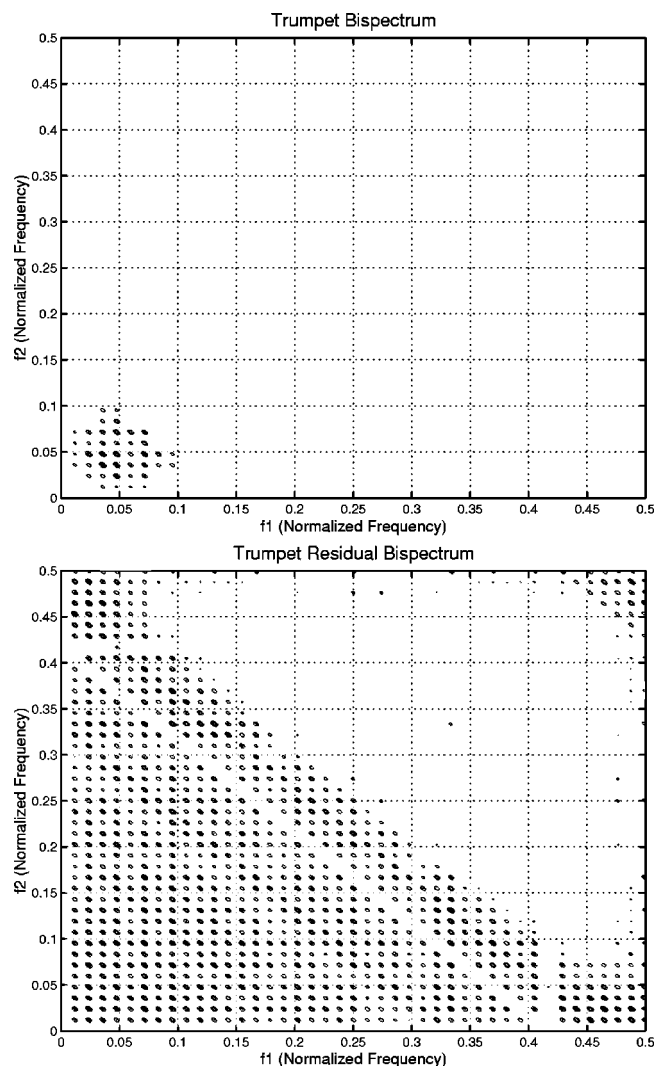 Trumpet Bispectrum
0.5
0.45
0.4
0.35
0.3
0.25
0.2
0.15
0.1
0.05
0
f2 (Normalized Frequency)
0 0.05 0.1 0.15 0.2 0.25 0.3 0.35 0.4 0.45 0.5
f1 (Normalized Frequency)
Trumpet Residual Bispectrum
0.5
0.45
0.4
0.35
0.3
0.25
0.2
0.15
0.1
0.05
0
f2 (Normalized Frequency)
0 0.05 0.1 0.15 0.2 0.25 0.3 0.35 0.4 0.45 0.5
f1 (Normalized Frequency)